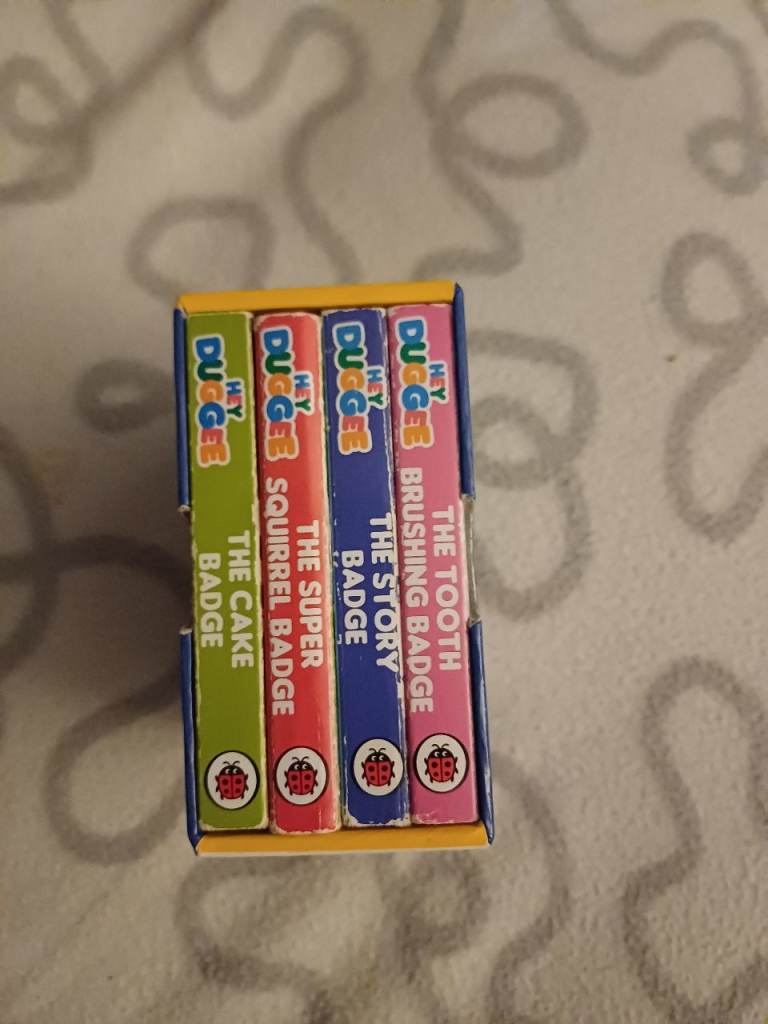 HEY
DUGGEE
THE CAKE
BADGE
HEY
DUGGEE
THE SUPER
SQUIRREL BADGE
HEY
DUGGEE
THE STORY
BADGE
HEY
DUGGEE
THE TOOTH
BRUSHING BADGE